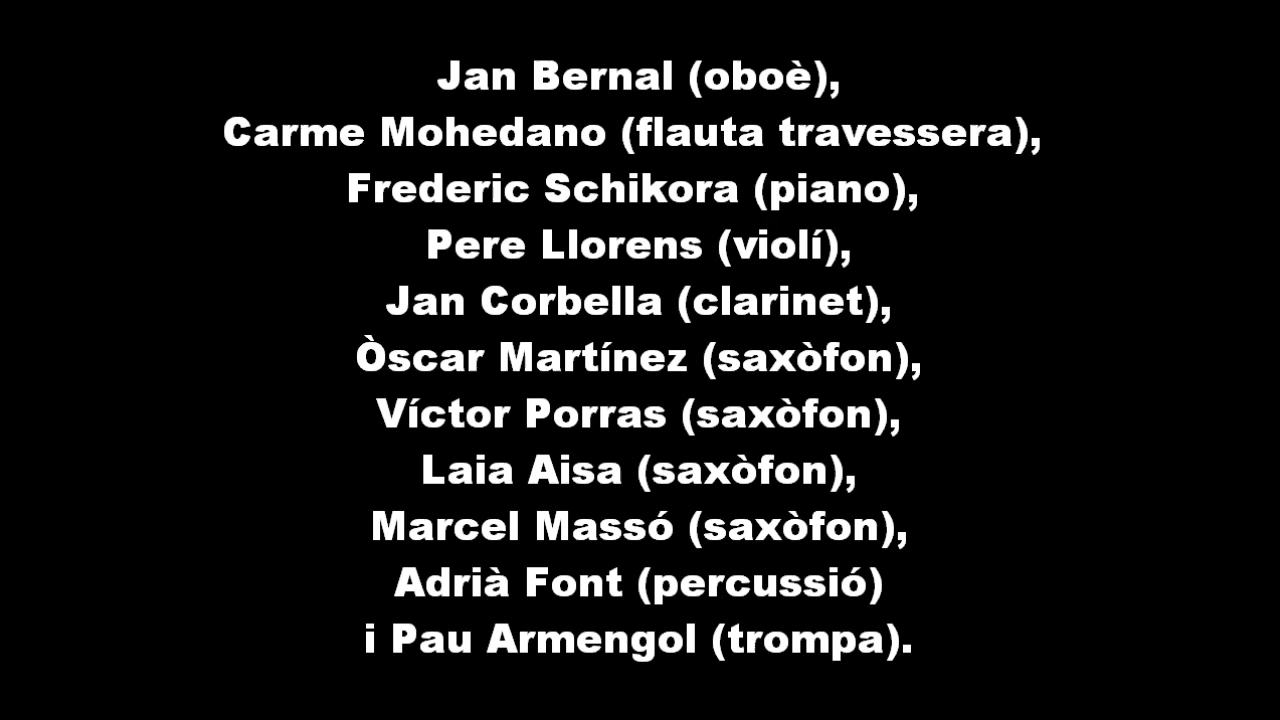 Jan Bernal (oboè),
Carme Mohedano (flauta travessera),
Frederic Schikora (piano),
Pere Llorens (violí),
Jan Corbella (clarinet),
Òscar Martínez (saxòfon),
Víctor Porras (saxòfon),
Laia Aisa (saxòfon),
Marcel Massó (saxòfon),
Adrià Font (percussió)
i Pau Armengol (trompa).